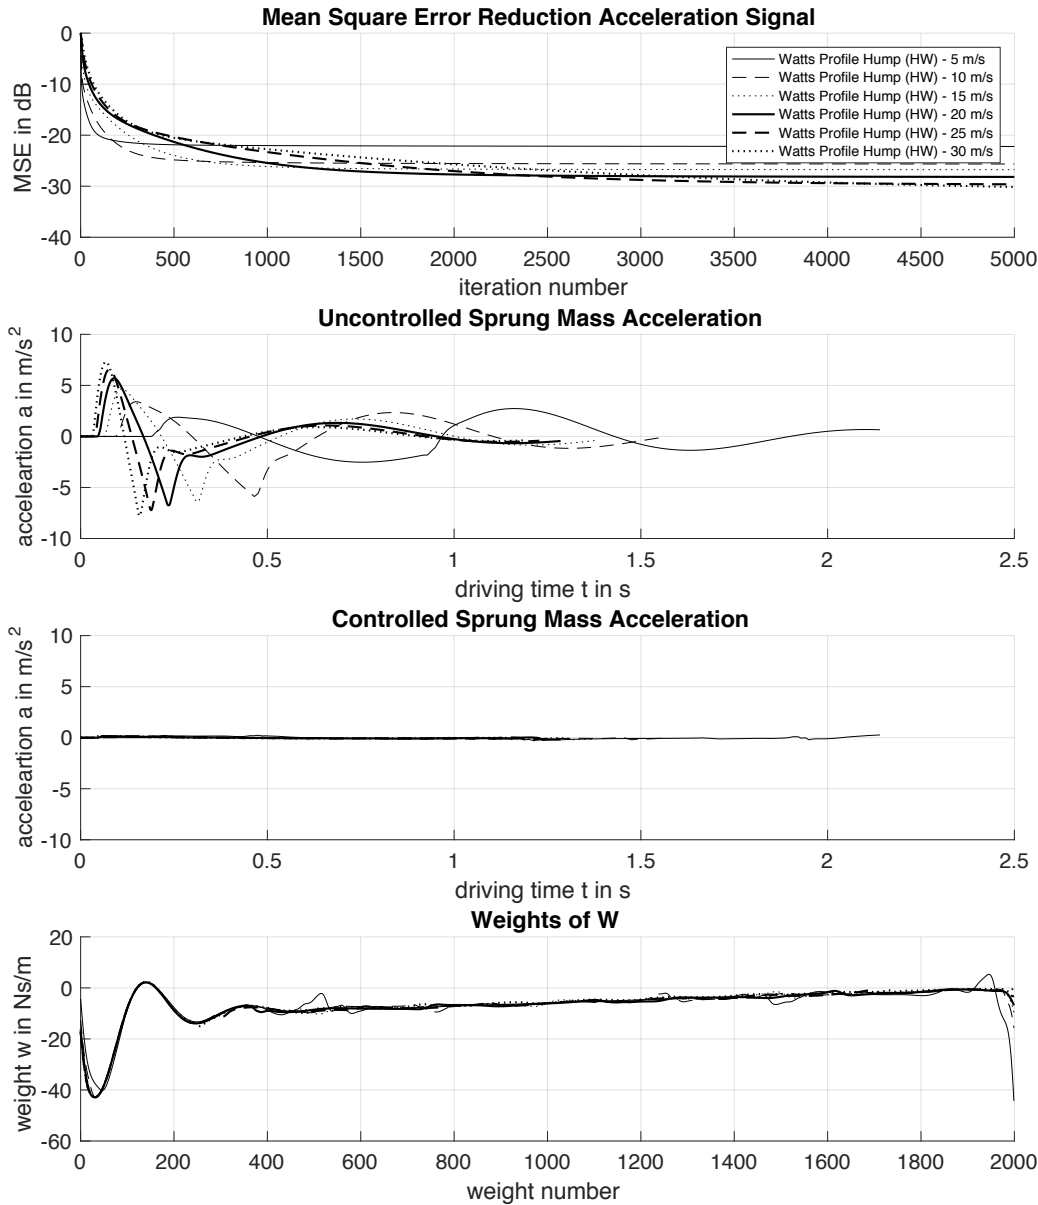 Mean Square Error Reduction Acceleration Signal
MSE in dB
0
-10
-20
-30
-40
Watts Profile Hump (HW) - 5 m/s
Watts Profile Hump (HW) - 10 m/s
Watts Profile Hump (HW) - 15 m/s
Watts Profile Hump (HW) - 20 m/s
Watts Profile Hump (HW) - 25 m/s
Watts Profile Hump (HW) - 30 m/s
0 500 1000 1500 2000 2500 3000 3500 4000 4500 5000
iteration number
Uncontrolled Sprung Mass Acceleration
acceleartion a in m/s²
10
5
0
-5
-10
0 0.5 1 1.5 2 2.5
driving time t in s
Controlled Sprung Mass Acceleration
acceleartion a in m/s²
10
5
0
-5
-10
0 0.5 1 1.5 2 2.5
driving time t in s
Weights of W
weight w in Ns/m
20
0
-20
-40
-60
0 200 400 600 800 1000 1200 1400 1600 1800 2000
weight number